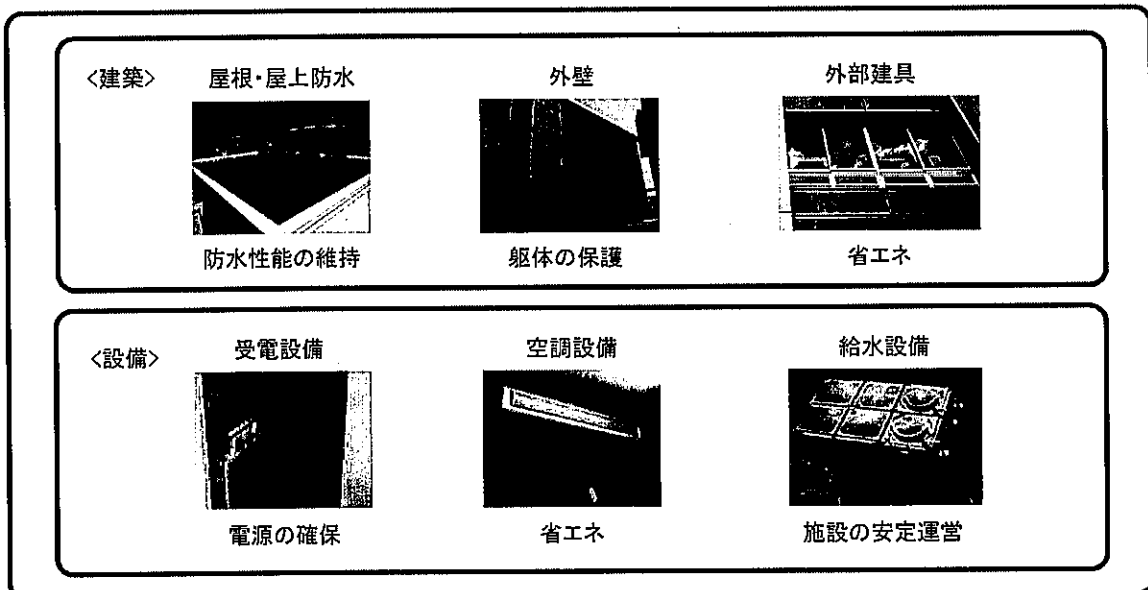 <建築> 屋根・屋上防水 外壁 外部建具
防水性能の維持 躯体の保護 省エネ
<設備> 受電設備 空調設備 給水設備
電源の確保 省エネ 施設の安定運営